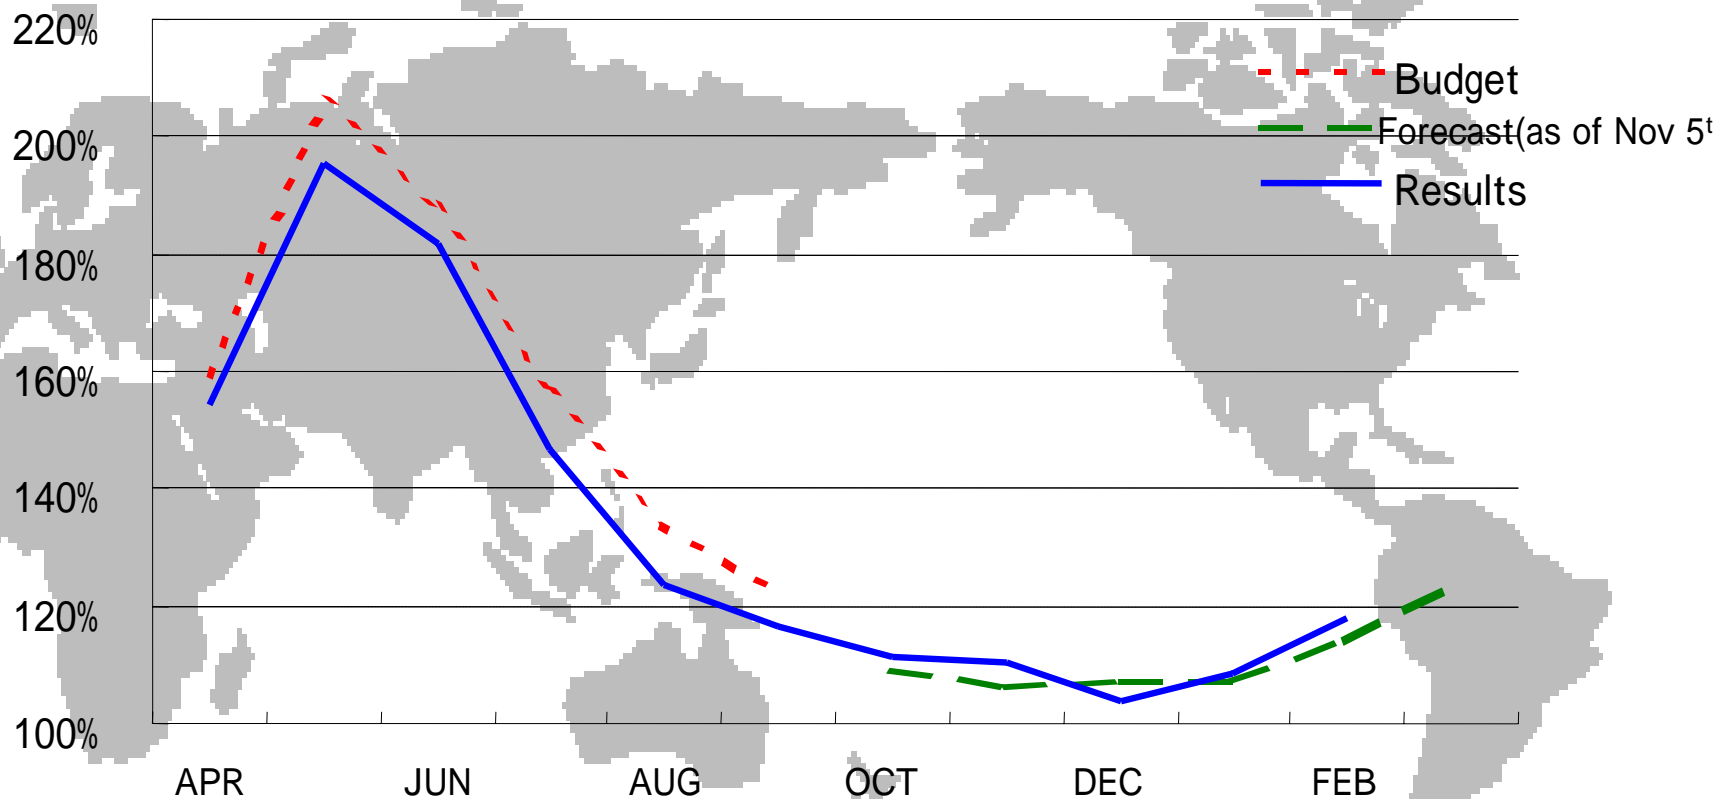 220%
200%
180%
160%
140%
120%
100%
Budget
Forecast(as of Nov 5t
Results
APR JUN AUG OCT DEC FEB